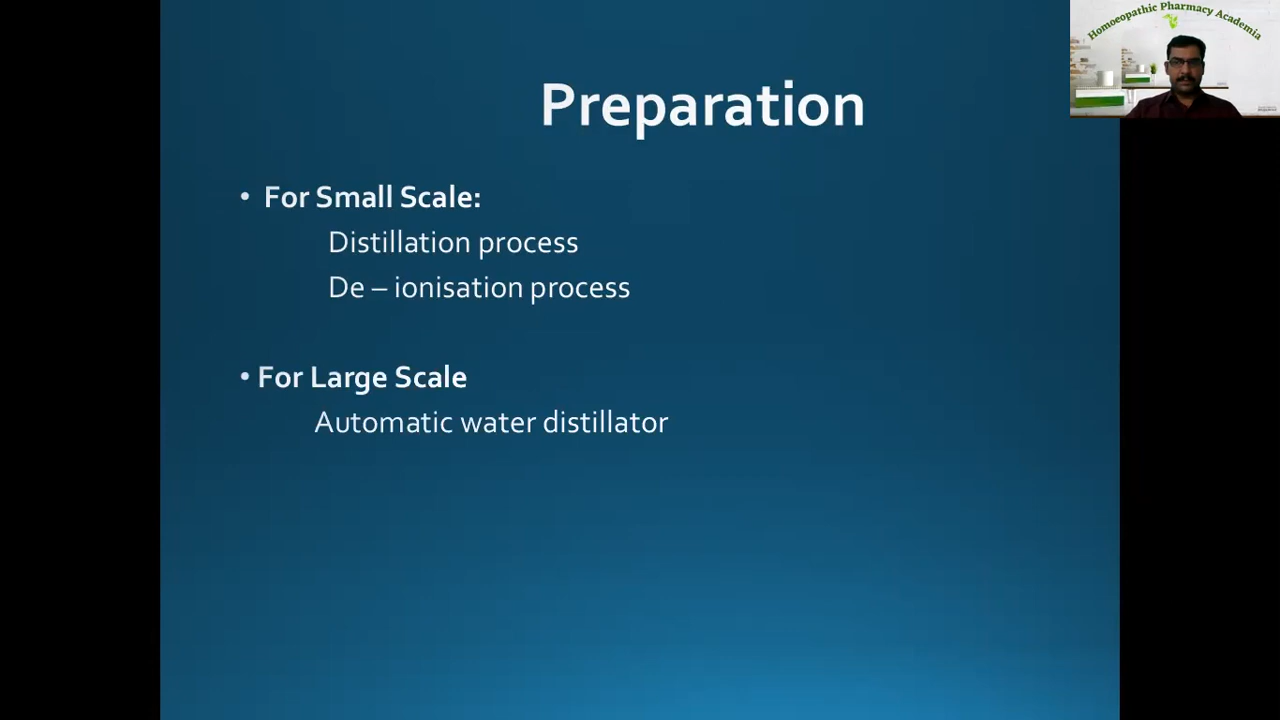 Homoeopathic Pharmacy Academia
Preparation
• For Small Scale:
Distillation process
De – ionisation process
• For Large Scale
Automatic water distillator